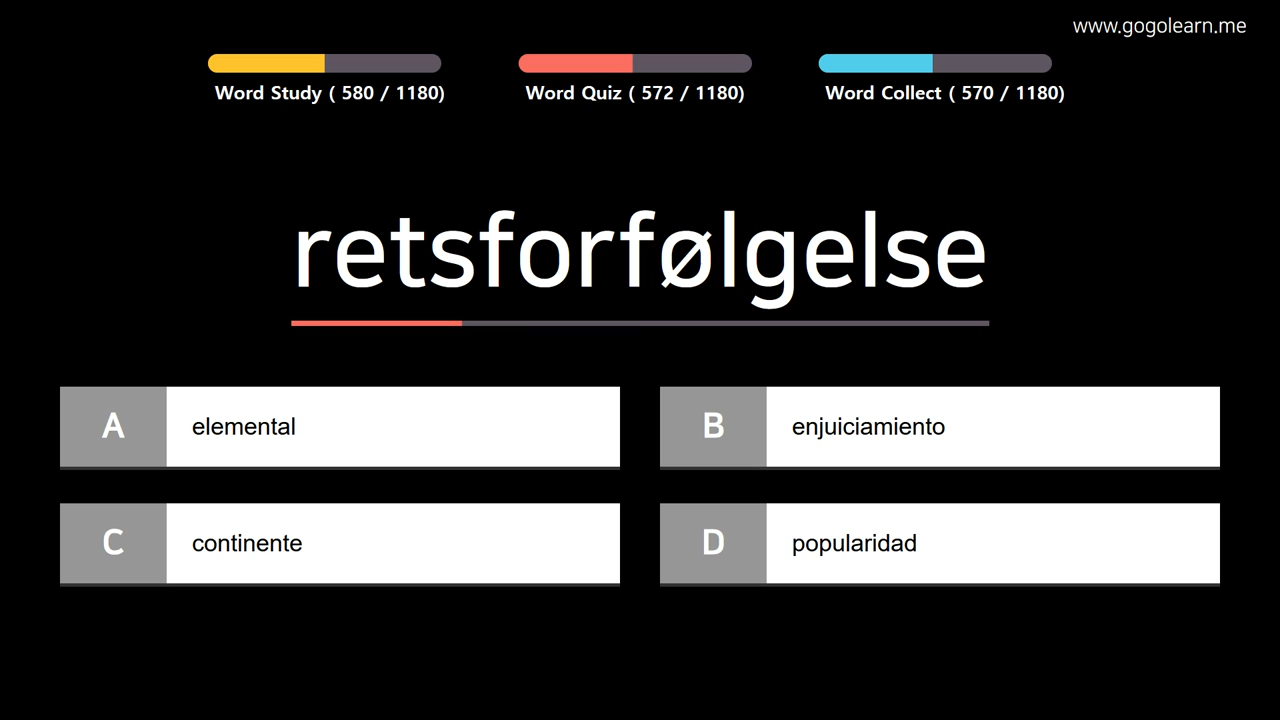 www.gogolearn.me
Word Study ( 580 / 1180)
Word Quiz ( 572 / 1180)
Word Collect ( 570 / 1180)
retsforfølgelse
A elemental
B enjuiciamiento
C continente
D popularidad